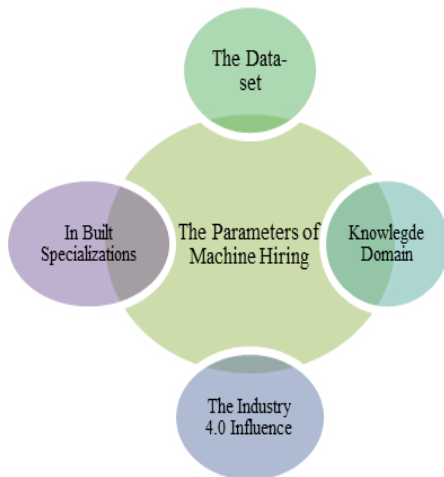 The Data-
set
In Built
Specializations
The Parameters of
Machine Hiring
Knowlegde
Domain
The Industry
4.0 Influence